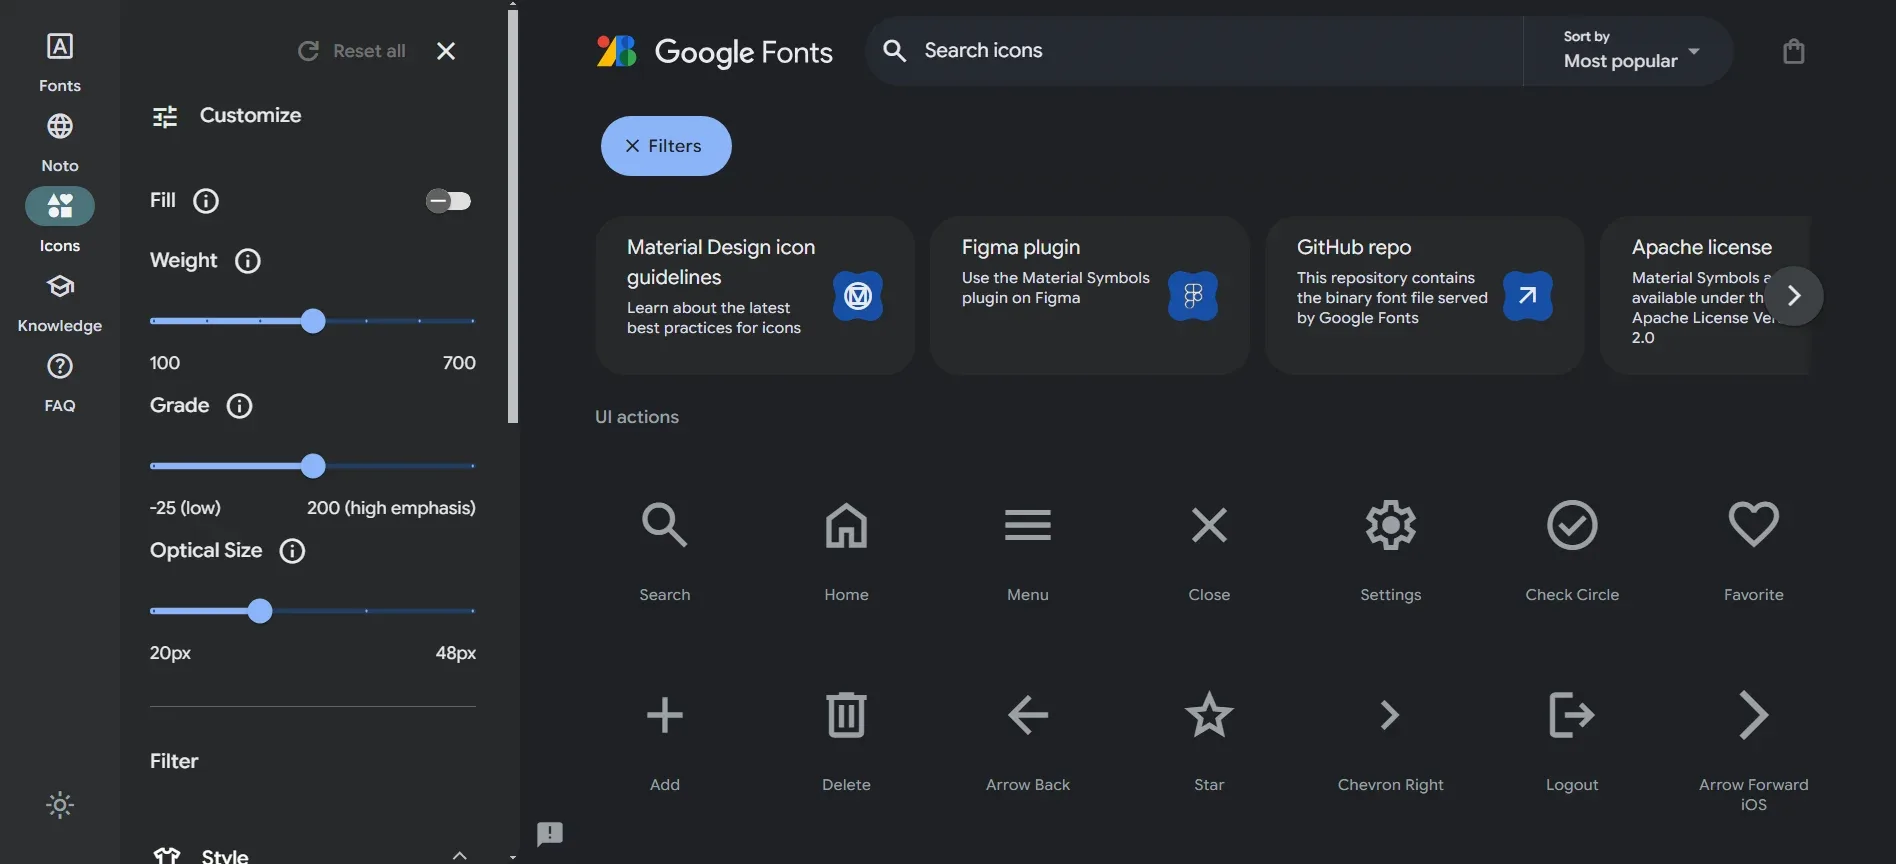 Fonts
Noto
Icons
Knowledge
FAQ
Reset all
Customize
Fill
Weight
100 700
Grade
-25 (low) 200 (high emphasis)
Optical Size
20px 48px
Filter
Style
Google Fonts
Search icons
Sort by
Most popular
Filters
Material Design icon
guidelines
Learn about the latest
best practices for icons
Figma plugin
Use the Material Symbols
plugin on Figma
GitHub repo
This repository contains
the binary font file served
by Google Fonts
Apache license
Material Symbols
available under
Apache License
2.0
UI actions
Search
Home
Menu
Close
Settings
Check Circle
Favorite
Add
Delete
Arrow Back
Star
Chevron Right
Logout
Arrow Forward
iOS